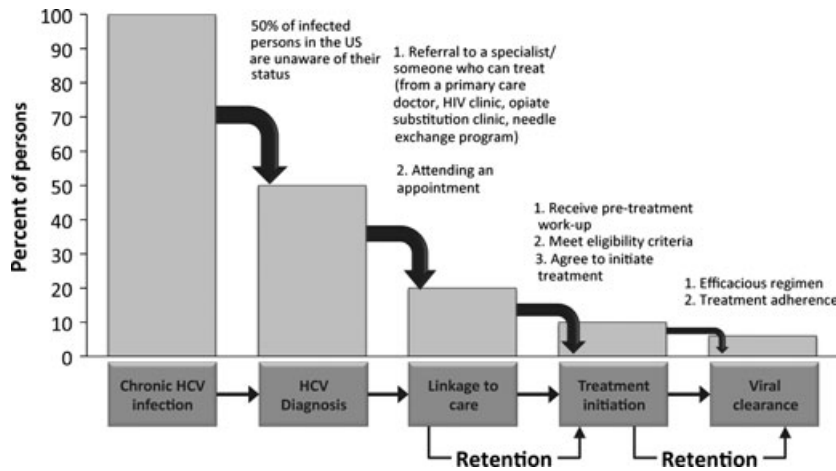 Percent of persons
100
90
80
70
60
50
40
30
20
10
0
50% of infected
persons in the US
are unaware of their
status
1. Referral to a specialist/
someone who can treat
(from a primary care
doctor, HIV clinic, opiate
substitution clinic, needle
exchange program)
2. Attending an
appointment
1. Receive pre-treatment
work-up
2. Meet eligibility criteria
3. Agree to initiate
treatment
1. Efficacious regimen
2. Treatment adherence
Chronic HCV
infection
HCV
Diagnosis
Linkage to
care
Treatment
initiation
Viral
clearance
Retention
Retention